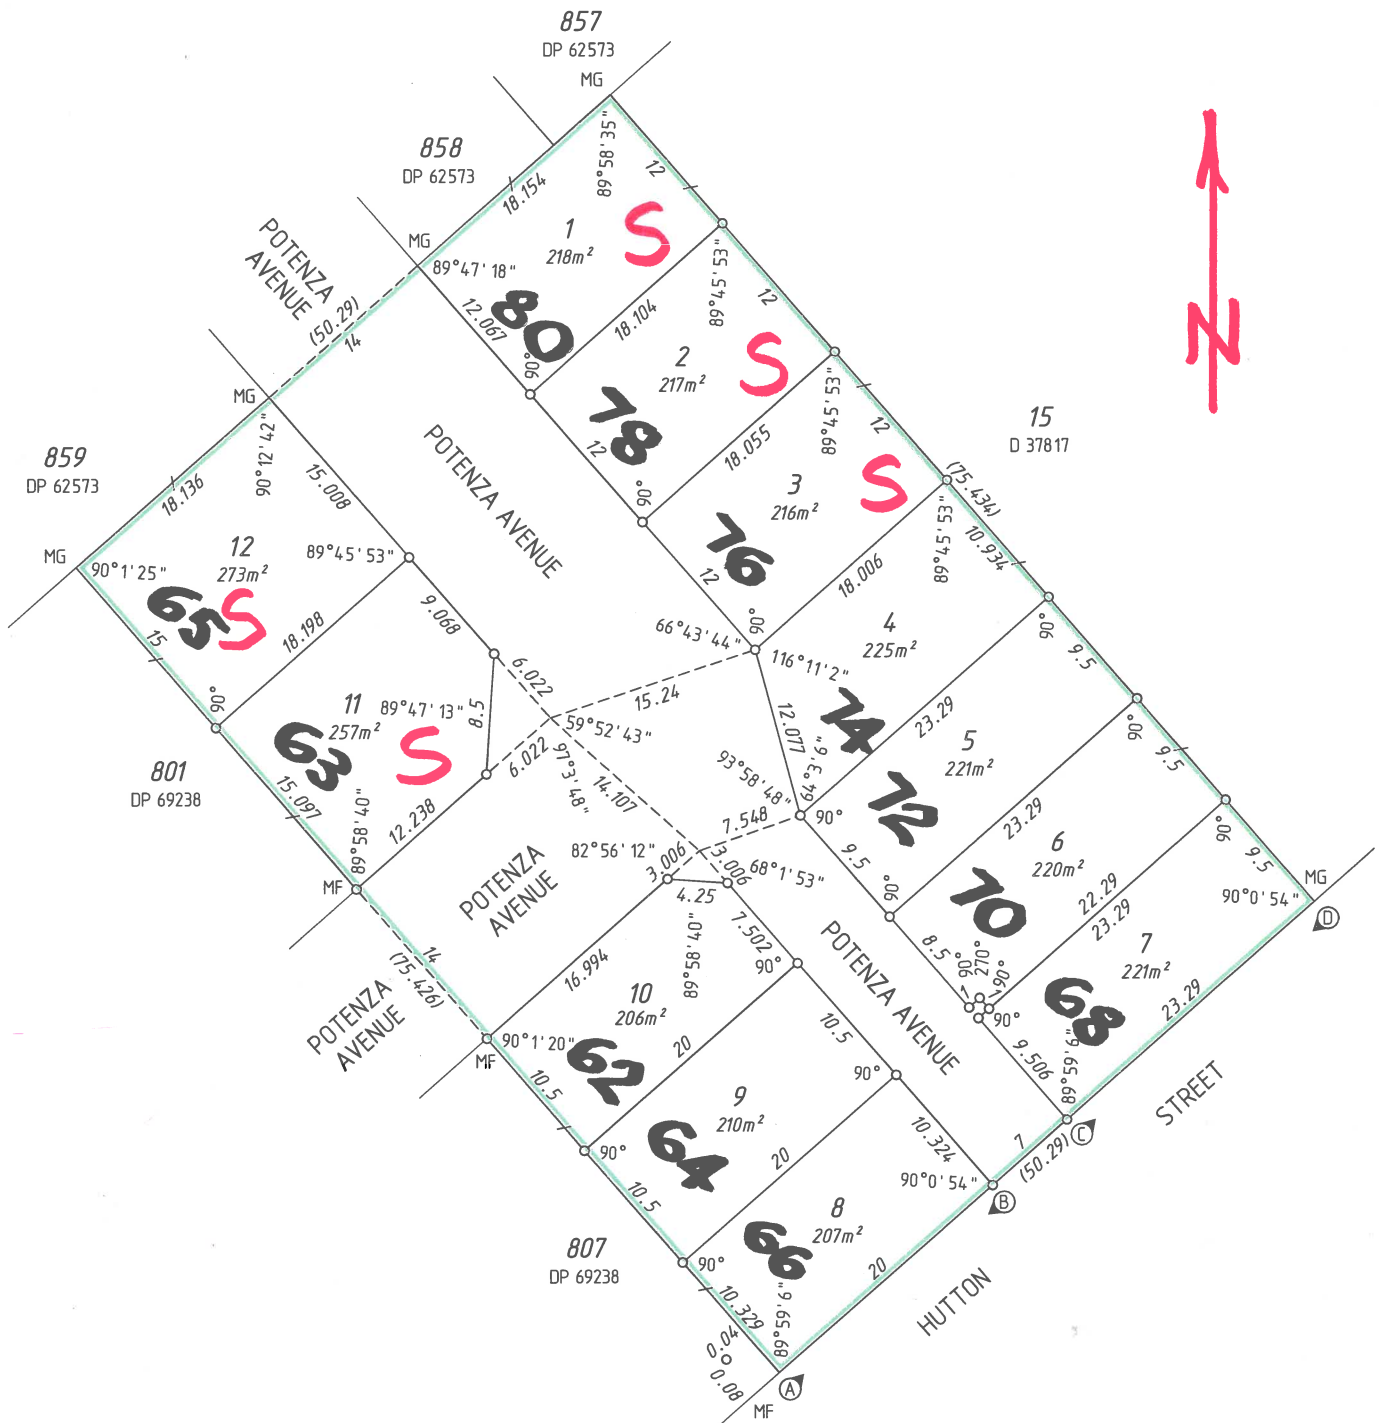 857
DP 62573
MG
858
DP 62573
89°58'35"
12
18.154
1
218m²
S
POTENZA
AVENUE
MG
89°47'18"
12.067
80
89°45'53"
12
(50.29)
14
18.104
90°
2
217m²
S
N
MG
78
89°45'53"
12
15
D 37817
859
DP 62573
90°12'42"
18.136
15.008
POTENZA AVENUE
12
18.055
90°
3
216m²
S
(75.434)
10.934
89°45'53"
MG
90°1'25"
12
273m²
89°45'53"
76
12
18.006
65
S
18.198
9.068
90°
4
225m²
90°
9.5
15
66°43'44"
116°11'2"
6.022
15.24
90°
11
257m²
89°47'13"
8.5
63
S
59°52'43"
12.077
14
23.29
90°
9.5
5
221m²
801
DP 69238
6.022
97°3'48"
14.107
93°58'48"
64°3'9"
72
15.097
12.238
89°58'40"
7.548
90°
23.29
90°
9.5
6
220m²
82°56'12"
3.006
3.006
68°1'53"
9.5
MF
4.25
90°
70
22.29
23.29
90°0'54"
MG
D
POTENZA
AVENUE
7.502
89°58'40"
90°
POTENZA AVENUE
8.5
90°
270°
1
1
90°
90°
7
221m²
14
(75.426)
16.994
10
206m²
68
23.29
POTENZA
AVENUE
MF
90°1'20"
62
20
10.5
9.506
89°59'6"
10.5
90°
STREET
9
210m²
90°
64
20
10.324
7
(50.29)
C
10.5
90°0'54"
B
8
207m²
807
DP 69238
90°
66
20
HUTTON
10.329
89°59'6"
0.04
0.08
A
MF